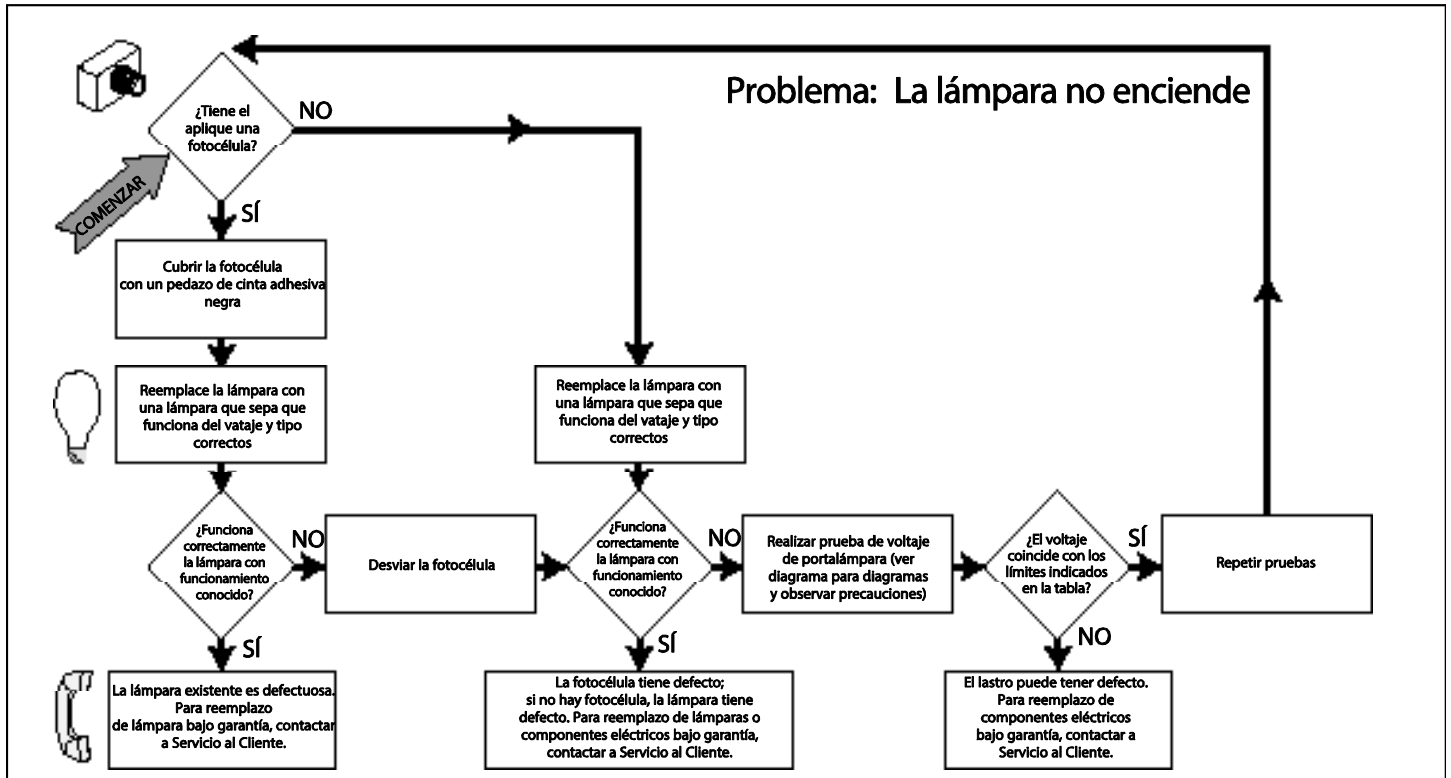 Problema: La lámpara no enciende
COMENZAR
¿Tiene el
aplique una
fotocélula?
NO
SÍ
Cubrir la fotocélula
con un pedazo de cinta adhesiva
negra
Reemplace la lámpara con
una lámpara que sepa que
funciona del vataje y tipo
correctos
Reemplace la lámpara con
una lámpara que sepa que
funciona del vataje y tipo
correctos
¿Funciona
correctamente
la lámpara con
funcionamiento
conocido?
NO
SÍ
Desviar la fotocélula
¿Funciona
correctamente
la lámpara con
funcionamiento
conocido?
NO
SÍ
Realizar prueba de voltaje
de portalámpara (ver
diagrama para diagramas
y observar precauciones)
¿El voltaje
coincide con los
límites indicados
en la tabla?
SÍ
NO
Repetir pruebas
La lámpara existente es defectuosa.
Para reemplazo
de lámpara bajo garantía, contactar
a Servicio al Cliente.
La fotocélula tiene defecto;
si no hay fotocélula, la lámpara tiene
defecto. Para reemplazo de lámparas o
componentes eléctricos bajo garantía,
contactar a Servicio al Cliente.
El lastro puede tener defecto.
Para reemplazo de
componentes eléctricos
bajo garantía, contactar a
Servicio al Cliente.